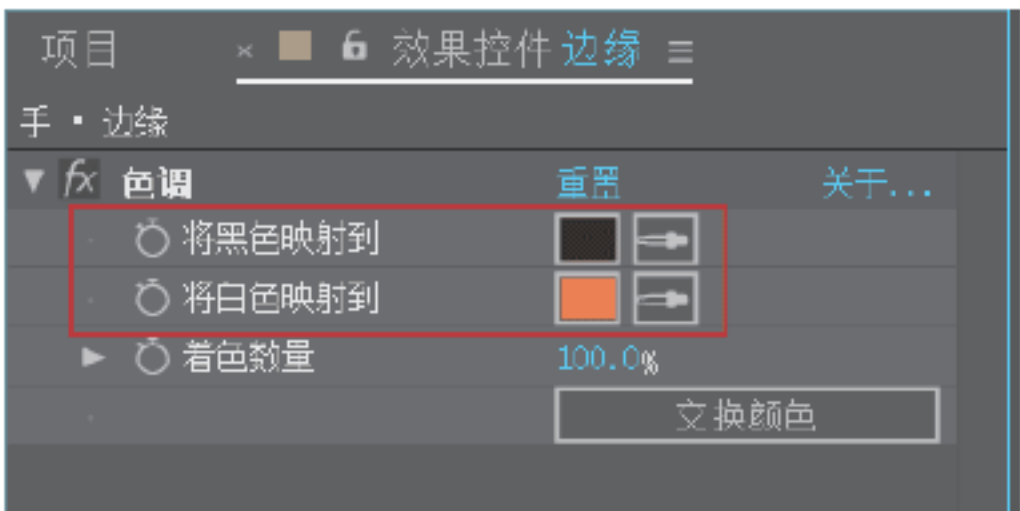 项目 × 效果控件 边缘 ≡
手 · 边缘
fx 色调 重置 关于...
将黑色映射到
将白色映射到
着色数量 100.0%
交换颜色